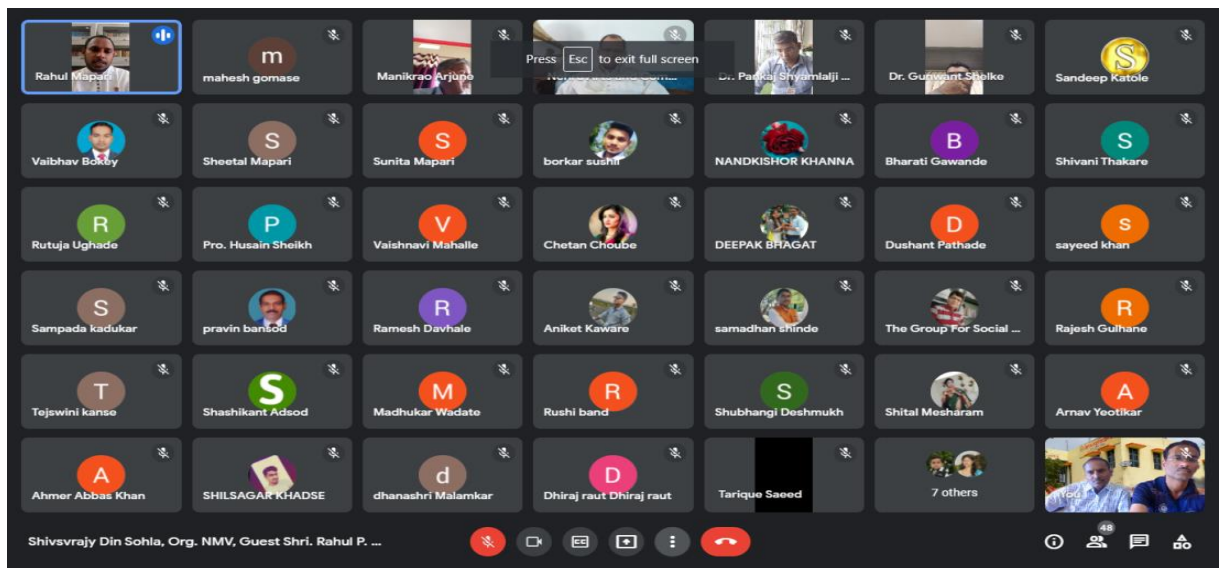 Press Esc to exit full screen
Rahul Mapari
m
mahesh gomase
Manikrao Arjune
Dr. Pankaj Shyamlalji ...
Dr. Gunwant Shelke
S
Sandeep Katole
Vaibhav Bokey
S
Sheetal Mapari
S
Sunita Mapari
borkar sushil
NANDKISHOR KHANNA
B
Bharati Gawande
S
Shivani Thakare
R
Rutuja Ughade
P
Pro. Husain Sheikh
V
Vaishnavi Mahalle
Chetan Choube
DEEPAK BHAGAT
D
Dushant Pathade
s
sayeed khan
S
Sampada kadukar
pravin bansod
R
Ramesh Davhale
Aniket Kaware
samadhan shinde
The Group For Social ...
R
Rajesh Gulhane
T
Tejswini kanse
S
Shashikant Adsod
M
Madhukar Wadate
R
Rushi band
S
Shubhangi Deshmukh
Shital Mesharam
A
Arnav Yeotikar
A
Ahmer Abbas Khan
SHILSAGAR KHADSE
d
dhanashri Malamkar
D
Dhiraj raut Dhiraj raut
Tarique Saeed
7 others
You
Shivsvrajy Din Sohla, Org. NMV, Guest Shri. Rahul P. ...
CC
48